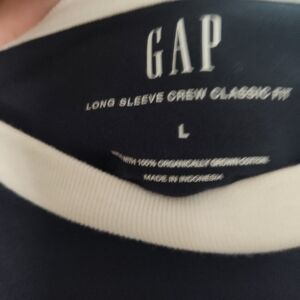 GAP
LONG SLEEVE CREW CLASSIC FIT
L
WITH 100% ORGANICALLY GROWN COTTON
MADE IN INDONESIA